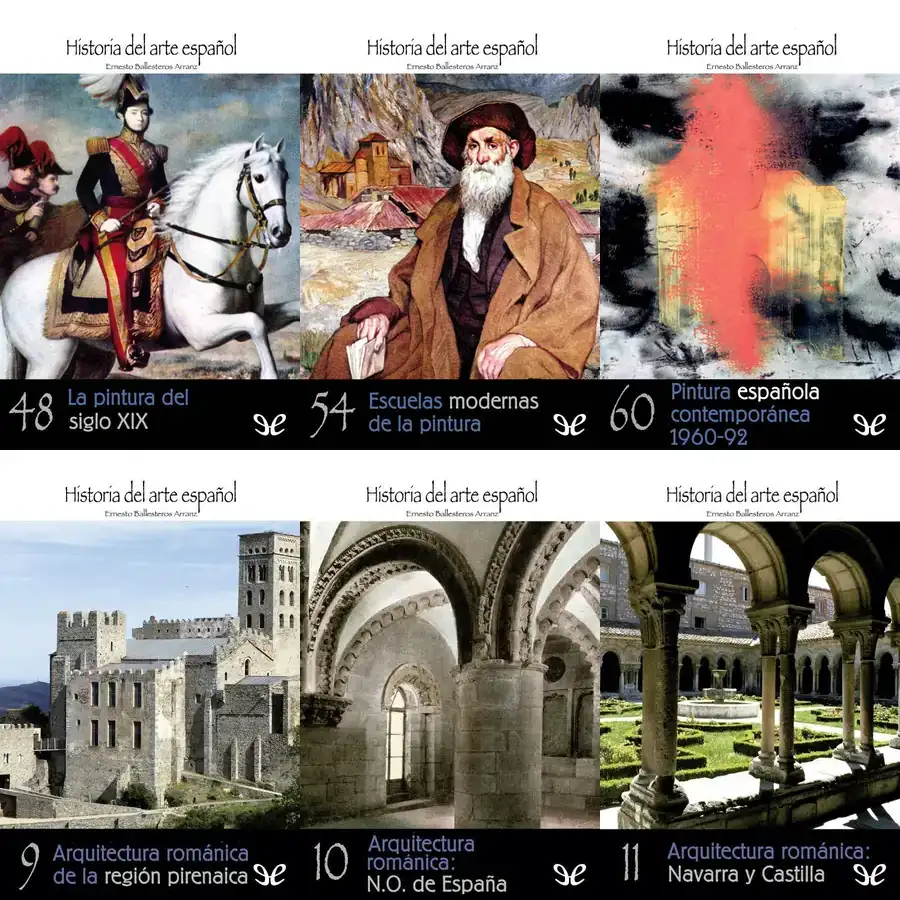 Historia del arte español
Ernesto Ballesteros Arranz
48
La pintura del
siglo XIX
Historia del arte español
Ernesto Ballesteros Arranz
54
Escuelas modernas
de la pintura
Historia del arte español
Ernesto Ballesteros Arranz
60
Pintura española
contemporánea
1960-92
Historia del arte español
Ernesto Ballesteros Arranz
9
Arquitectura románica
de la región pirenaica
Historia del arte español
Ernesto Ballesteros Arranz
10
Arquitectura
románica:
N.O. de España
Historia del arte español
Ernesto Ballesteros Arranz
11
Arquitectura románica:
Navarra y Castilla